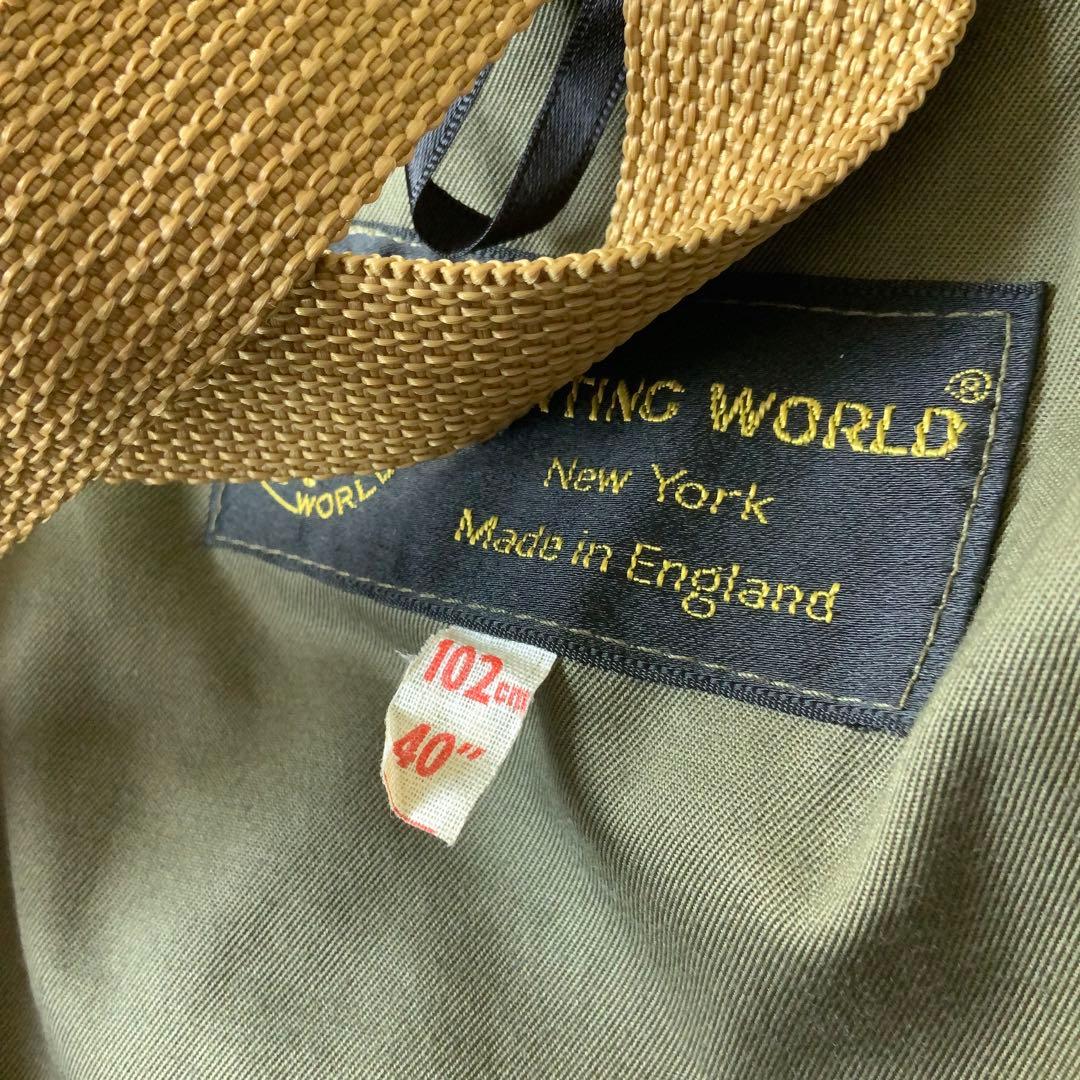 TING WORLD ®
New York
Made in England
WORLD
102cm
40"